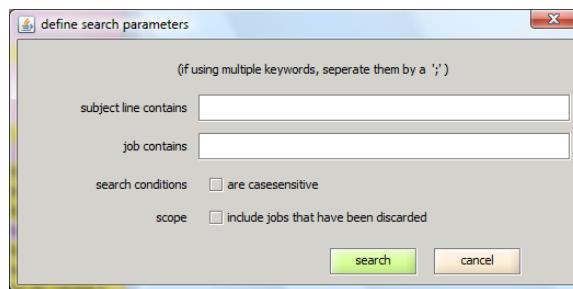 define search parameters
(if using multiple keywords, seperate them by a ';' )
subject line contains
job contains
search conditions are casesensitive
scope include jobs that have been discarded
search cancel